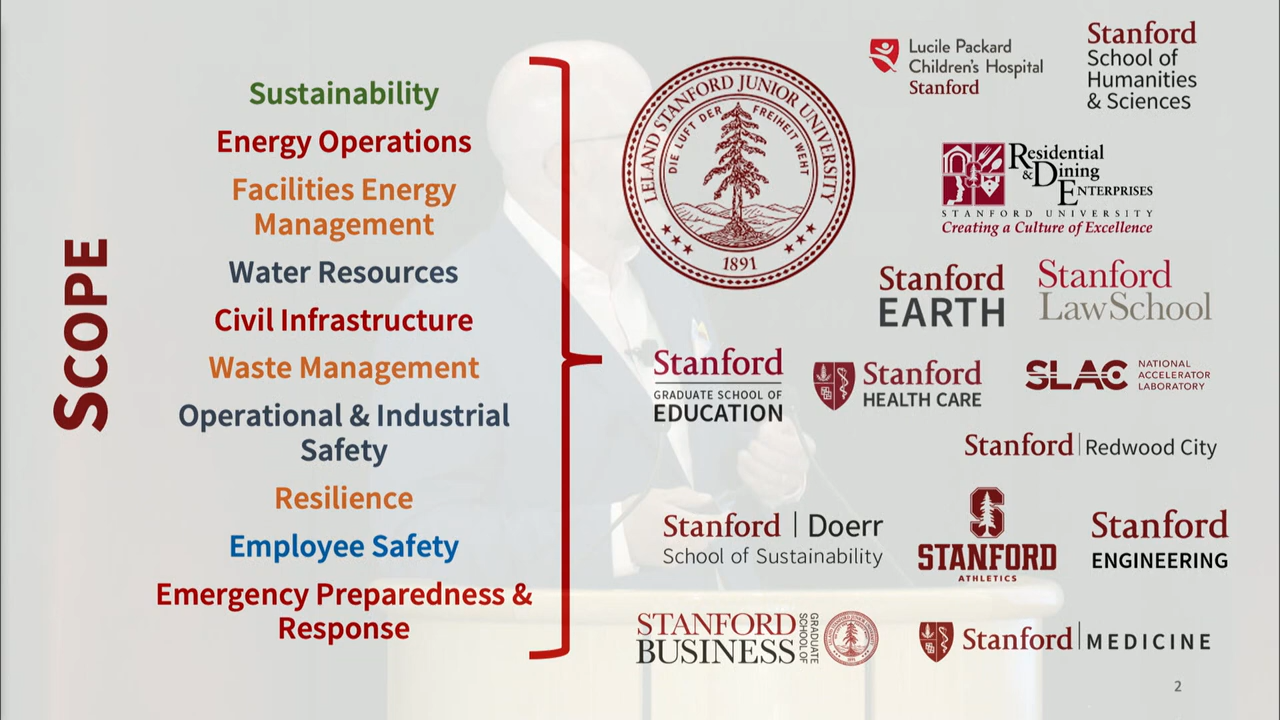 SCOPE
Sustainability
Energy Operations
Facilities Energy
Management
Water Resources
Civil Infrastructure
Waste Management
Operational & Industrial
Safety
Resilience
Employee Safety
Emergency Preparedness &
Response
LELAND STANFORD JUNIOR UNIVERSITY
DIE LUFT DER FREIHEIT WEHT
1891
Lucile Packard
Children's Hospital
Stanford
Stanford
School of
Humanities
& Sciences
Residential
& Dining
Enterprises
STANFORD UNIVERSITY
Creating a Culture of Excellence
Stanford
EARTH
Stanford
LawSchool
Stanford
GRADUATE SCHOOL OF
EDUCATION
Stanford
HEALTH CARE
SLAC
NATIONAL
ACCELERATOR
LABORATORY
Stanford | Redwood City
Stanford | Doerr
School of Sustainability
S
STANFORD
ATHLETICS
Stanford
ENGINEERING
STANFORD
BUSINESS
GRADUATE
SCHOOL OF
Stanford | MEDICINE
2